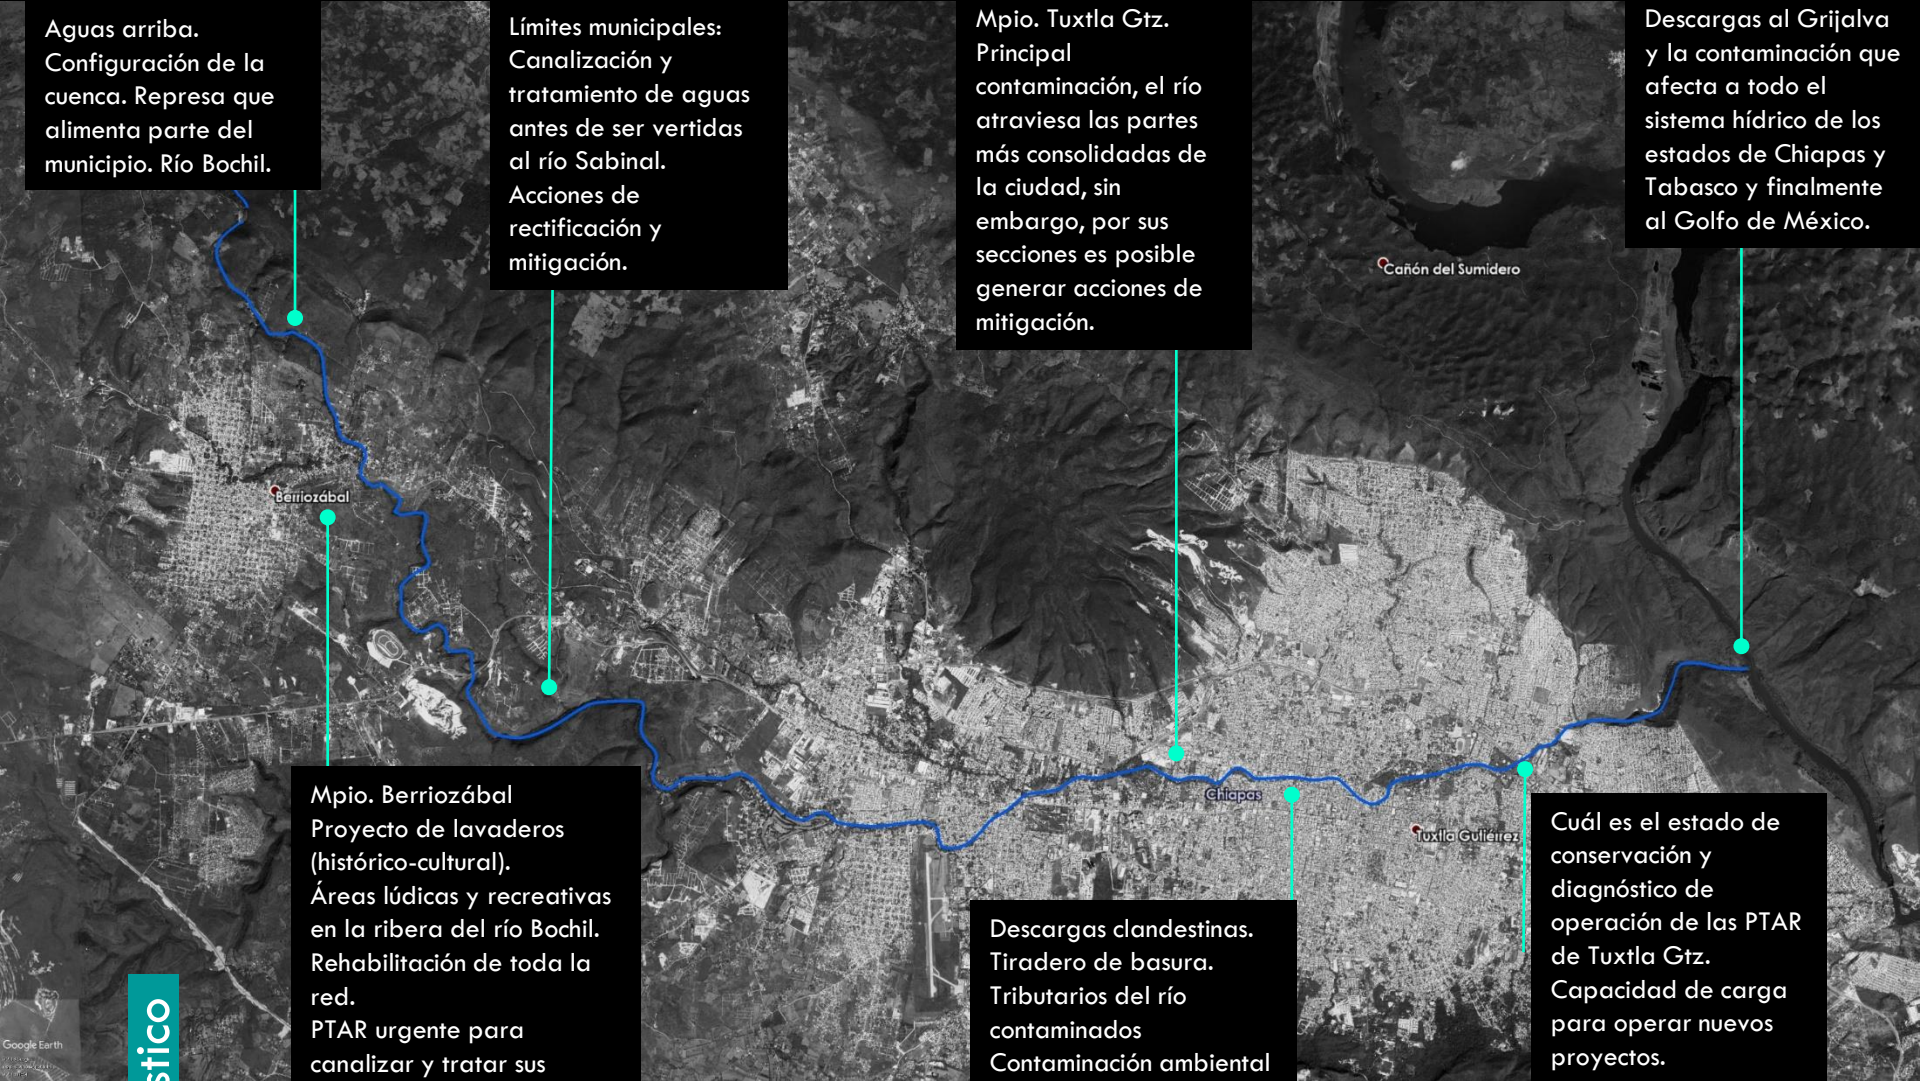 Aguas arriba.
Configuración de la
cuenca. Represa que
alimenta parte del
municipio. Río Bochil.
Límites municipales:
Canalización y
tratamiento de aguas
antes de ser vertidas
al río Sabinal.
Acciones de
rectificación y
mitigación.
Mpio. Tuxtla Gtz.
Principal
contaminación, el río
atraviesa las partes
más consolidadas de
la ciudad, sin
embargo, por sus
secciones es posible
generar acciones de
mitigación.
Descargas al Grijalva
y la contaminación que
afecta a todo el
sistema hídrico de los
estados de Chiapas y
Tabasco y finalmente
al Golfo de México.
Cañón del Sumidero
Berriozábal
Chiapas
Tuxtla Gutiérrez
Mpio. Berriozábal
Proyecto de lavaderos
(histórico-cultural).
Áreas lúdicas y recreativas
en la ribera del río Bochil.
Rehabilitación de toda la
red.
PTAR urgente para
canalizar y tratar sus
Descargas clandestinas.
Tiradero de basura.
Tributarios del río
contaminados
Contaminación ambiental
Cuál es el estado de
conservación y
diagnóstico de
operación de las PTAR
de Tuxtla Gtz.
Capacidad de carga
para operar nuevos
proyectos.
stico
Google Earth